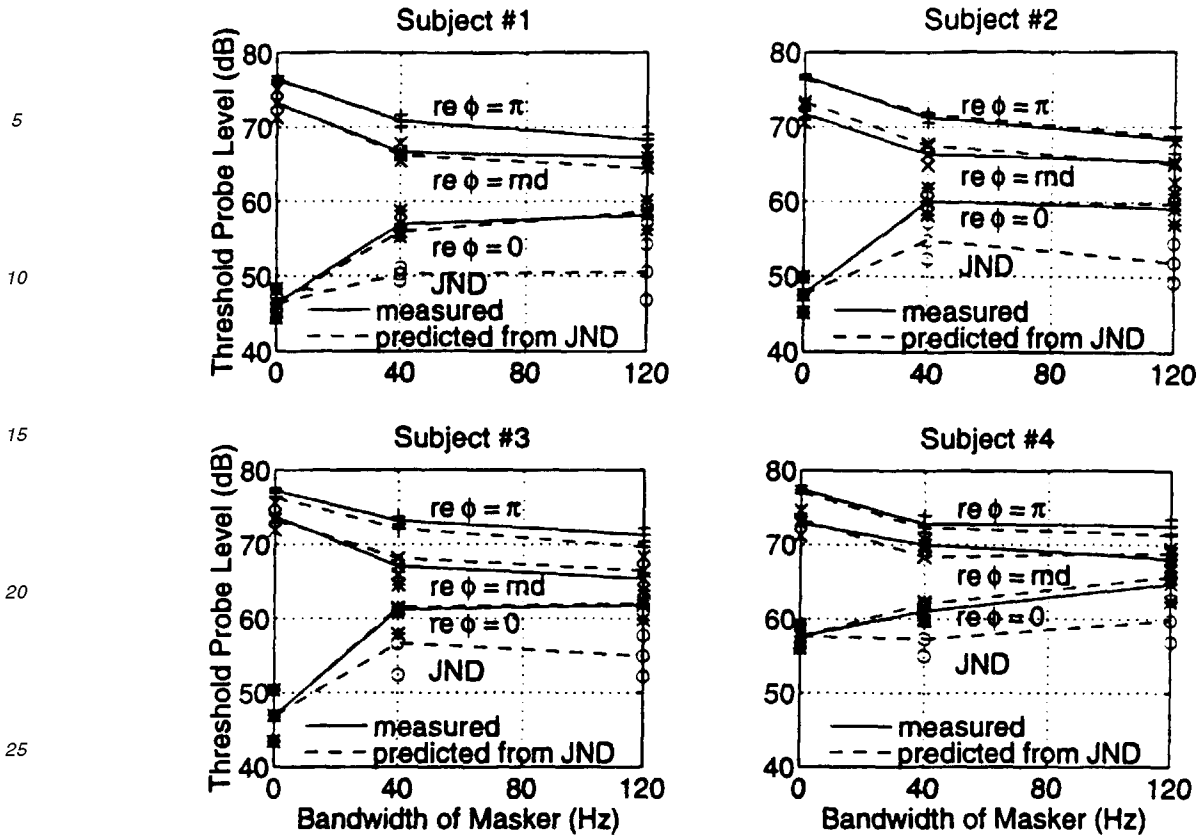 Subject #1
Threshold Probe Level (dB)
80
70
60
50
40
re ϕ = π
re ϕ = rnd
re ϕ = 0
JND
measured
predicted from JND
0
40
80
120
Subject #2
80
70
60
50
40
re ϕ = π
re ϕ = rnd
re ϕ = 0
JND
measured
predicted from JND
0
40
80
120
Subject #3
Threshold Probe Level (dB)
80
70
60
50
40
re ϕ = π
re ϕ = rnd
re ϕ = 0
JND
measured
predicted from JND
0
40
80
120
Bandwidth of Masker (Hz)
Subject #4
80
70
60
50
40
re ϕ = π
re ϕ = rnd
re ϕ = 0
JND
measured
predicted from JND
0
40
80
120
Bandwidth of Masker (Hz)
5
10
15
20
25